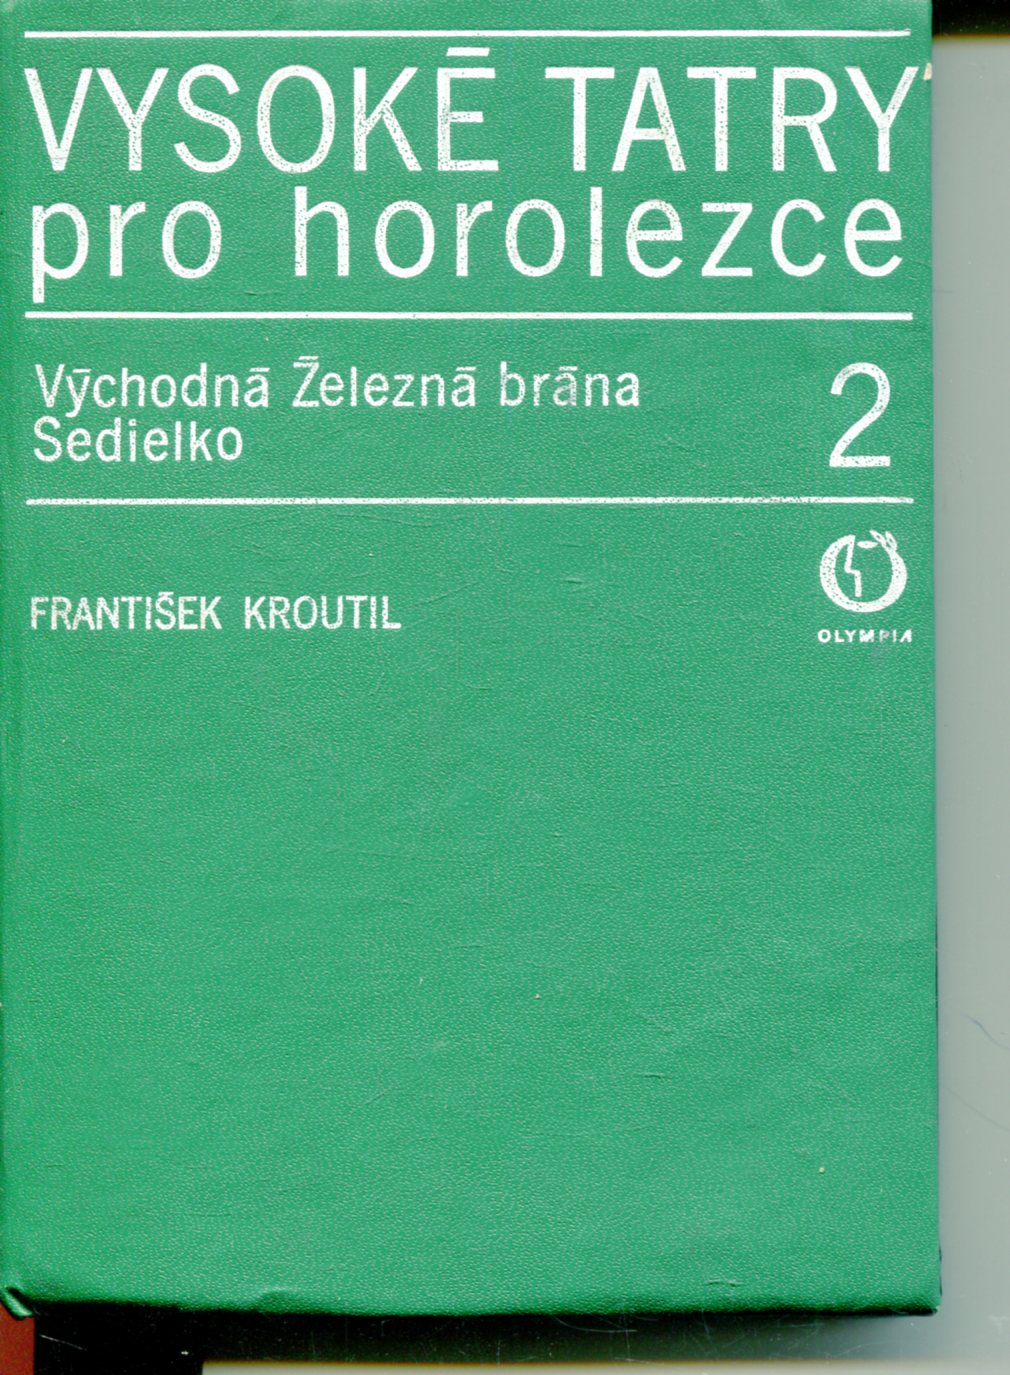 VYSOKÉ TATRY
pro horolezce
Východná Železná brána
Sedielko
2
FRANTIŠEK KROUTIL
OLYMPIA